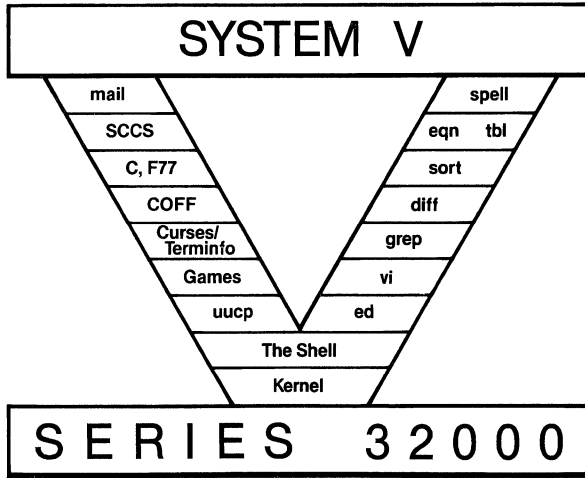 SYSTEM V
mail
SCCS
C, F77
COFF
Curses/
Terminfo
Games
uucp
spell
eqn tbl
sort
diff
grep
vi
ed
The Shell
Kernel
SERIES 32000